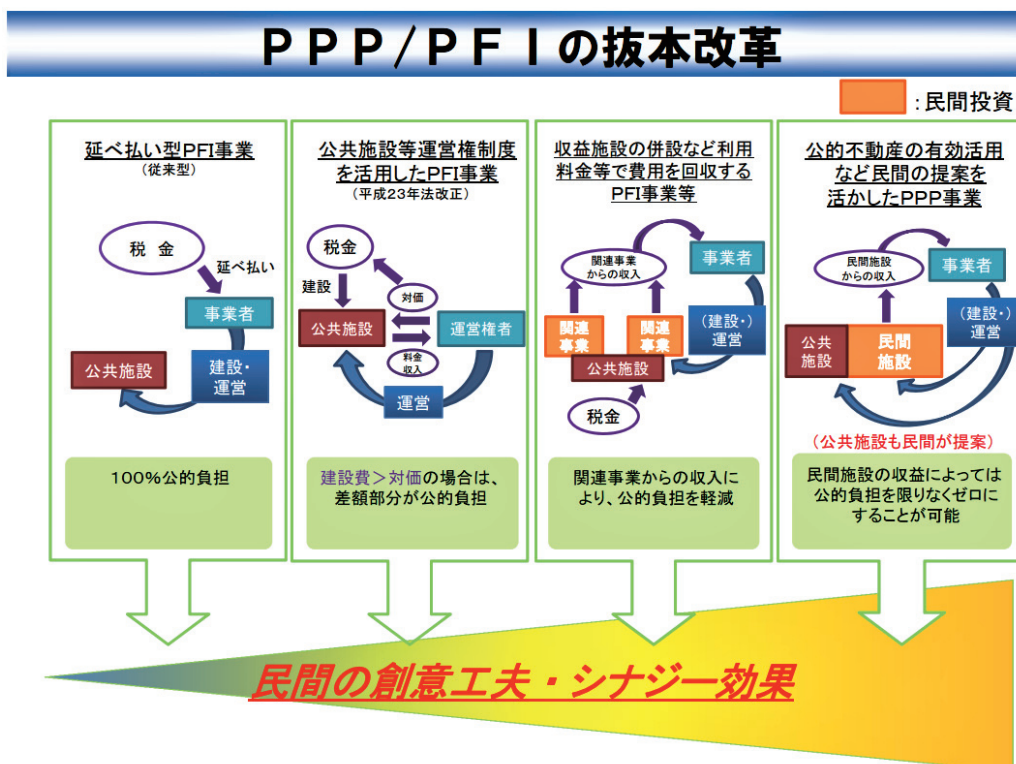 PPP/PFIの抜本改革
:民間投資
延べ払い型PFI事業
(従来型)
税 金
延べ払い
事業者
公共施設
建設・
運営
100%公的負担
公共施設等運営権制度
を活用したPFI事業
(平成23年法改正)
税金
建設
対価
公共施設
運営権者
料金
収入
運営
建設費>対価の場合は、
差額部分が公的負担
収益施設の併設など利用
料金等で費用を回収する
PFI事業等
関連事業
からの収入
事業者
関連
事業
関連
事業
(建設・)
運営
公共施設
税金
関連事業からの収入に
より、公的負担を軽減
公的不動産の有効活用
など民間の提案を
活かしたPPP事業
民間施設
からの収入
事業者
公共
施設
民間
施設
(建設・)
運営
(公共施設も民間が提案)
民間施設の収益によっては
公的負担を限りなくゼロに
することが可能
民間の創意工夫・シナジー効果